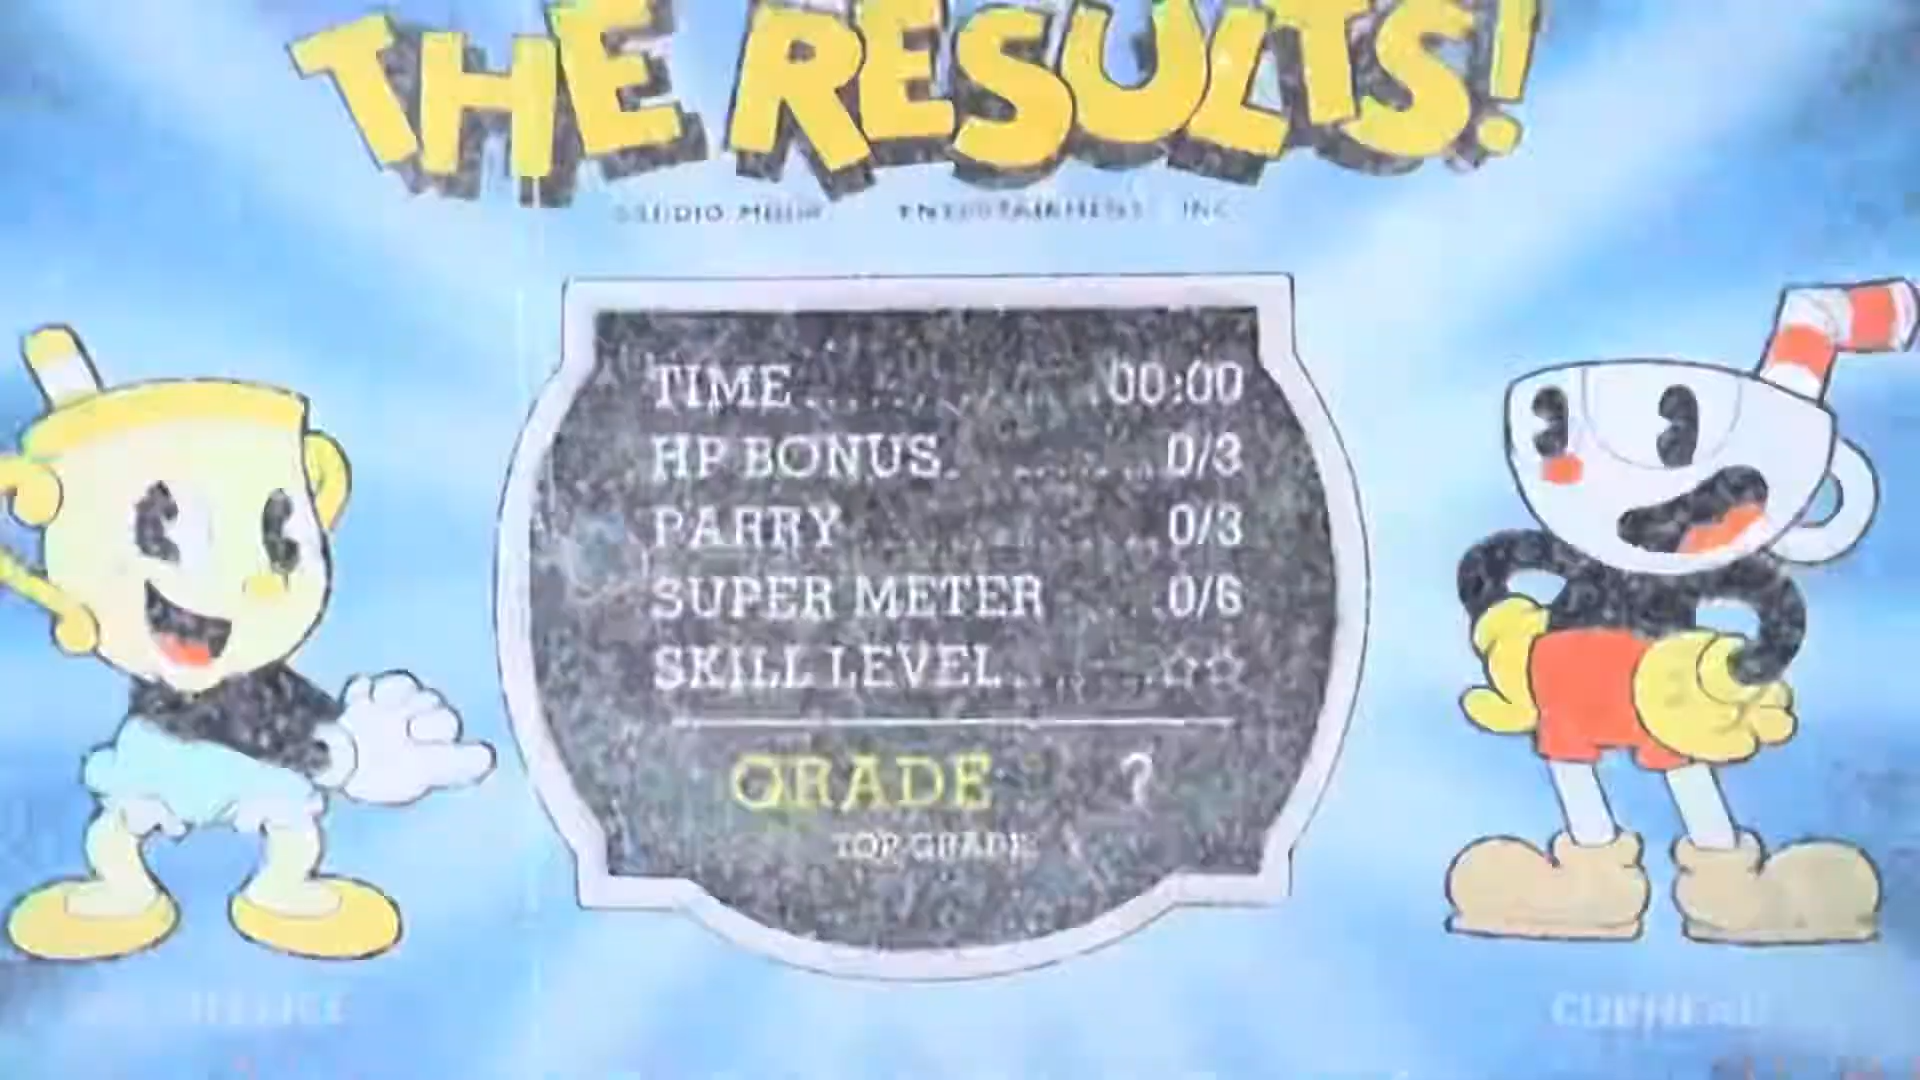 THE RESULTS!
TIME 00:00
HP BONUS 0/3
PARRY 0/3
SUPER METER 0/6
SKILL LEVEL
GRADE ?
TOP GRADE
CUPHEAD